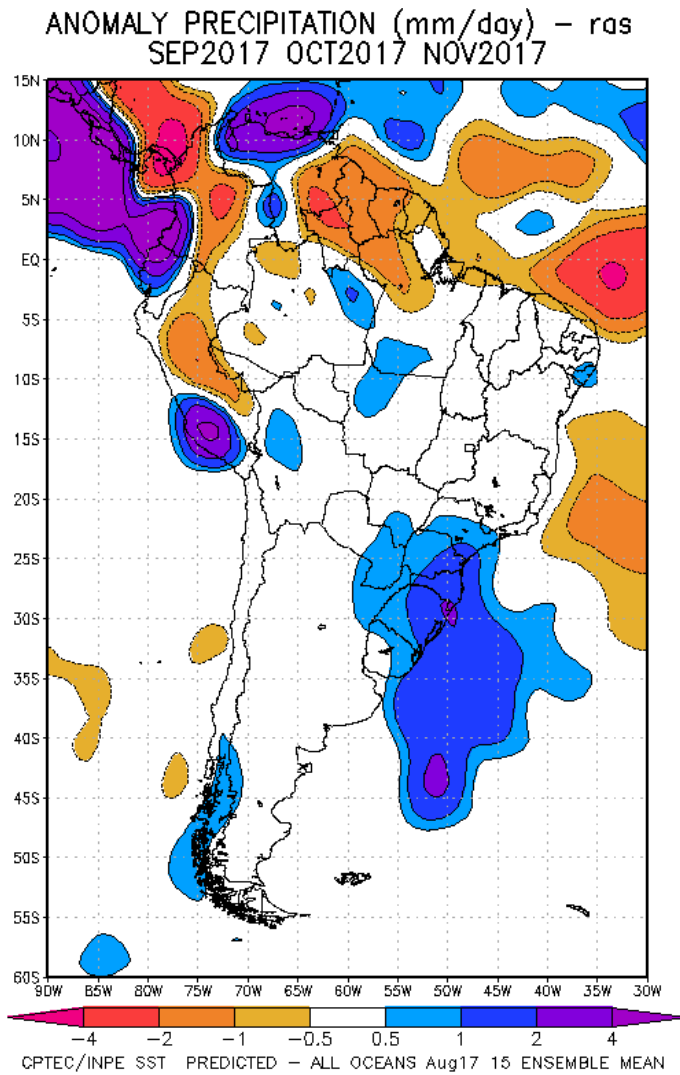 ANOMALY PRECIPITATION (mm/day) – ras
SEP2017 OCT2017 NOV2017
15N
10N
5N
EQ
5S
10S
15S
20S
25S
30S
35S
40S
45S
50S
55S
60S
90W 85W 80W 75W 70W 65W 60W 55W 50W 45W 40W 35W 30W
−4 −2 −1 −0.5 0.5 1 2 4
CPTEC/INPE SST PREDICTED – ALL OCEANS Aug17 15 ENSEMBLE MEAN